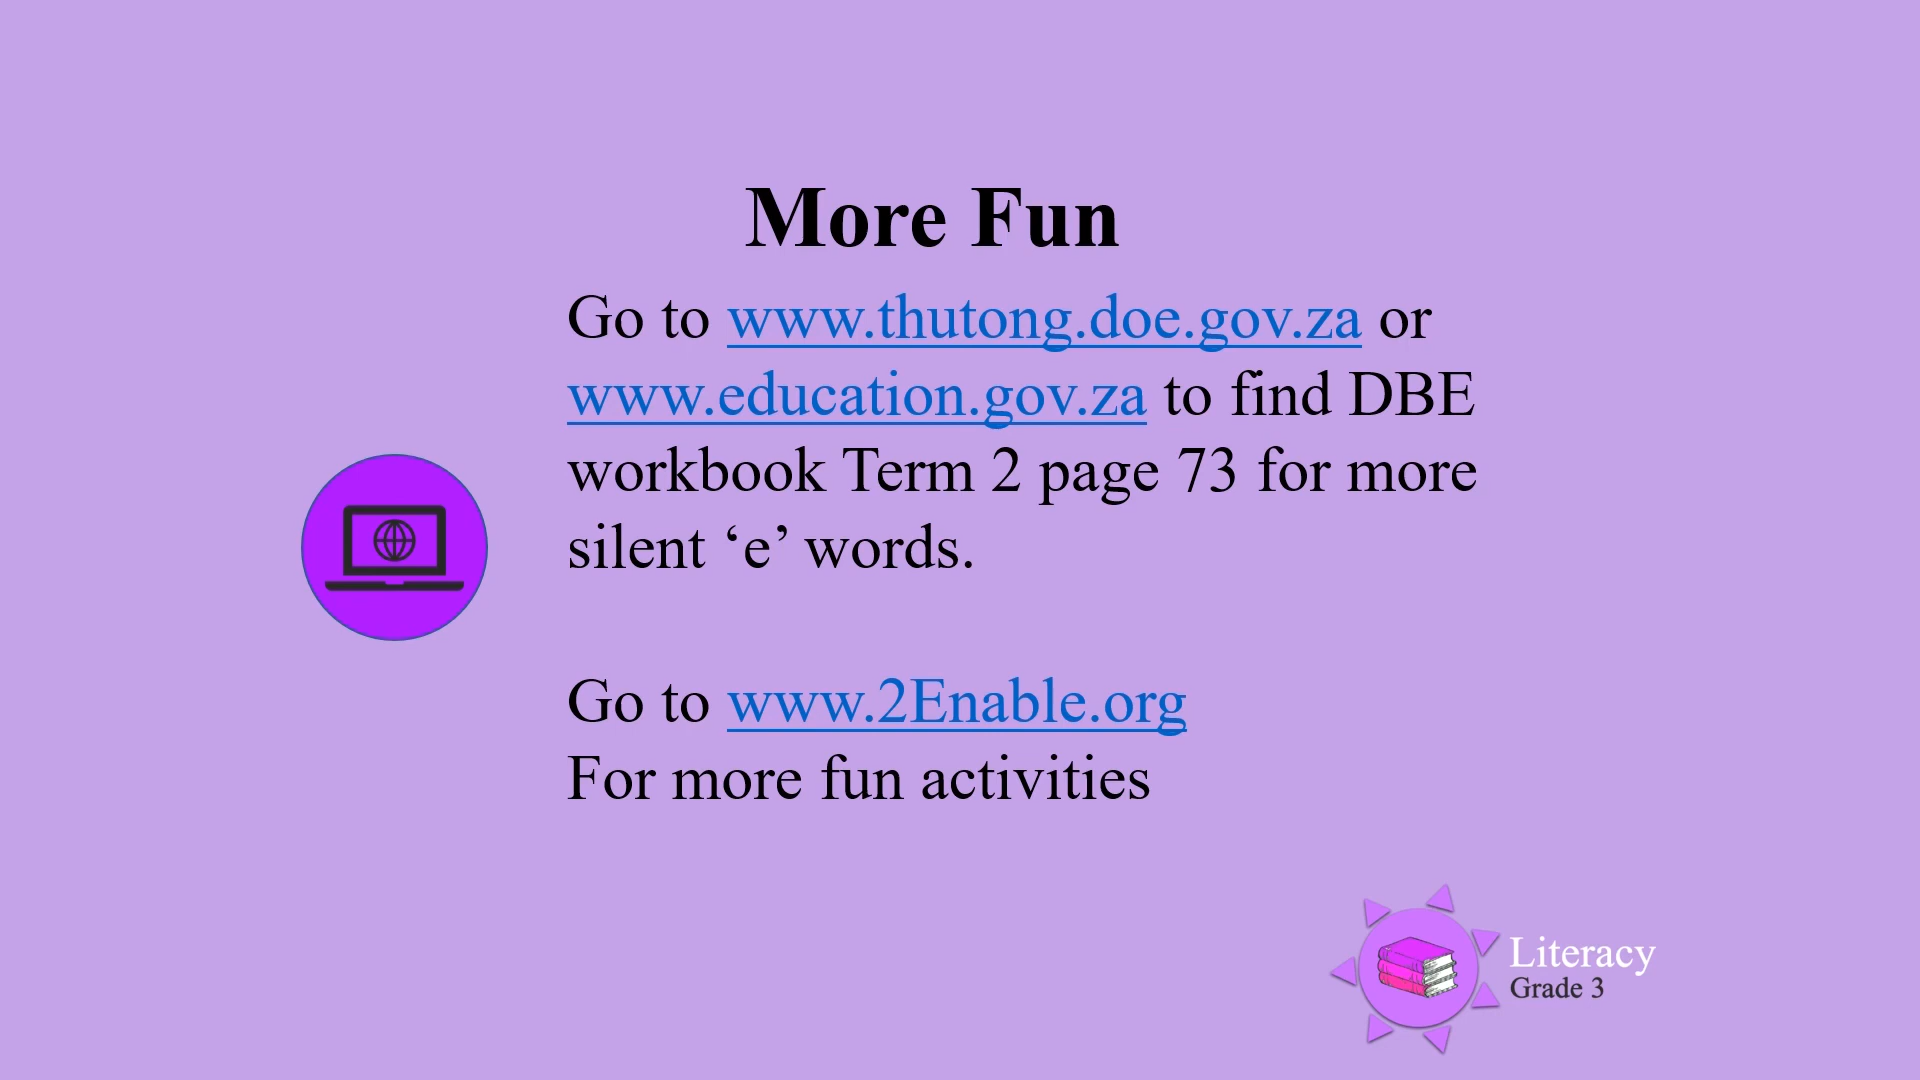 More Fun
Go to www.thutong.doe.gov.za or
www.education.gov.za to find DBE
workbook Term 2 page 73 for more
silent ‘e’ words.
Go to www.2Enable.org
For more fun activities
Literacy
Grade 3